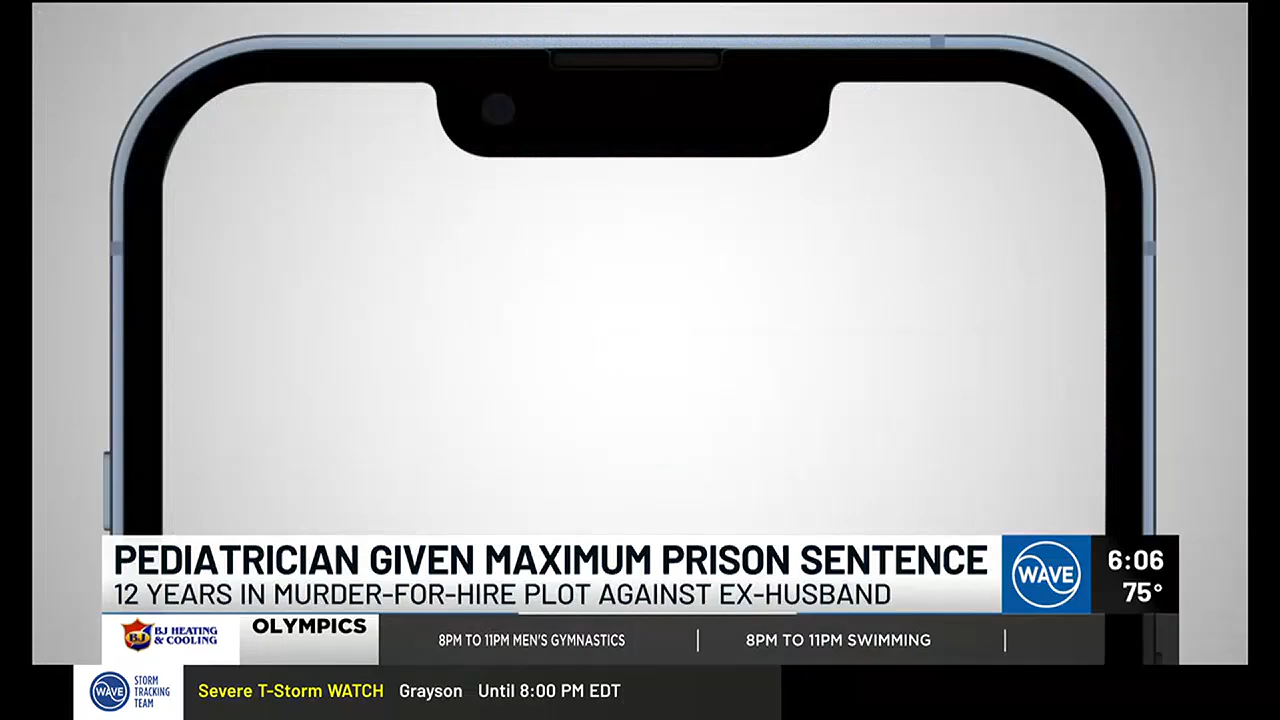 PEDIATRICIAN GIVEN MAXIMUM PRISON SENTENCE
12 YEARS IN MURDER-FOR-HIRE PLOT AGAINST EX-HUSBAND
WAVE
6:06
75°
BJ
BJ HEATING
& COOLING
OLYMPICS
8PM TO 11PM MEN'S GYMNASTICS
8PM TO 11PM SWIMMING
WAVE
STORM
TRACKING
TEAM
Severe T-Storm WATCH Grayson Until 8:00 PM EDT